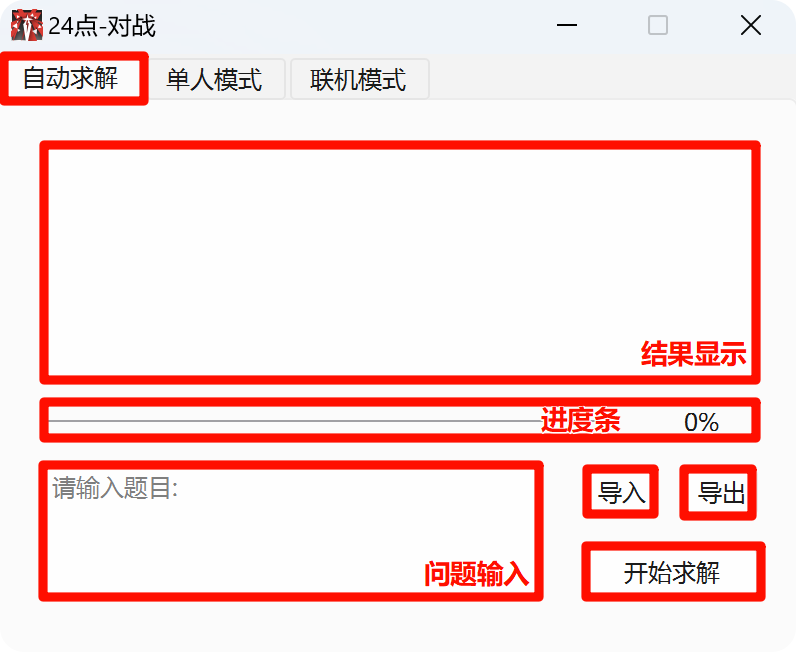 24点-对战
自动求解 单人模式 联机模式
结果显示
进度条 0%
请输入题目:
导入 导出
问题输入
开始求解